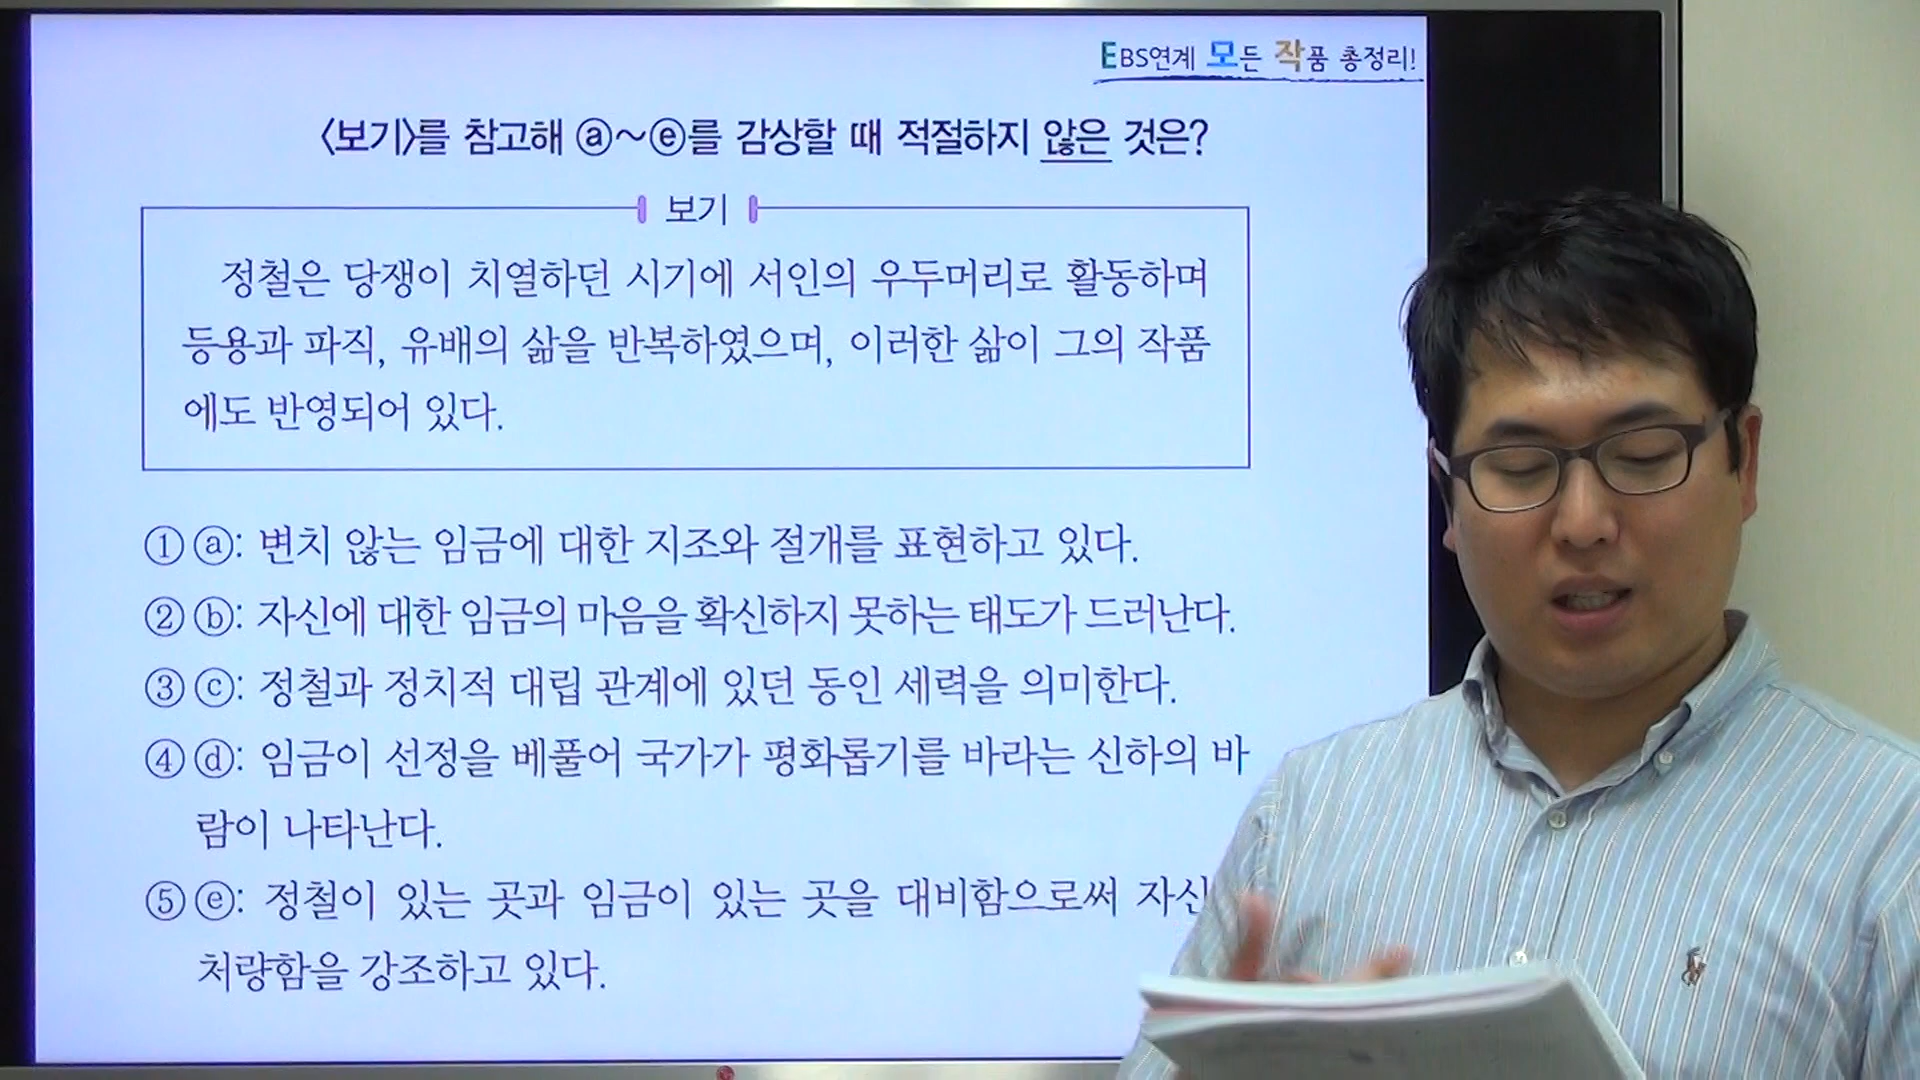 EBS연계 모든 작품 총정리!
<보기>를 참고해 ⓐ~ⓔ를 감상할 때 적절하지 않은 것은?
보기
정철은 당쟁이 치열하던 시기에 서인의 우두머리로 활동하며
등용과 파직, 유배의 삶을 반복하였으며, 이러한 삶이 그의 작품
에도 반영되어 있다.
① ⓐ: 변치 않는 임금에 대한 지조와 절개를 표현하고 있다.
② ⓑ: 자신에 대한 임금의 마음을 확신하지 못하는 태도가 드러난다.
③ ⓒ: 정철과 정치적 대립 관계에 있던 동인 세력을 의미한다.
④ ⓓ: 임금이 선정을 베풀어 국가가 평화롭기를 바라는 신하의 바
람이 나타난다.
⑤ ⓔ: 정철이 있는 곳과 임금이 있는 곳을 대비함으로써 자신
처량함을 강조하고 있다.